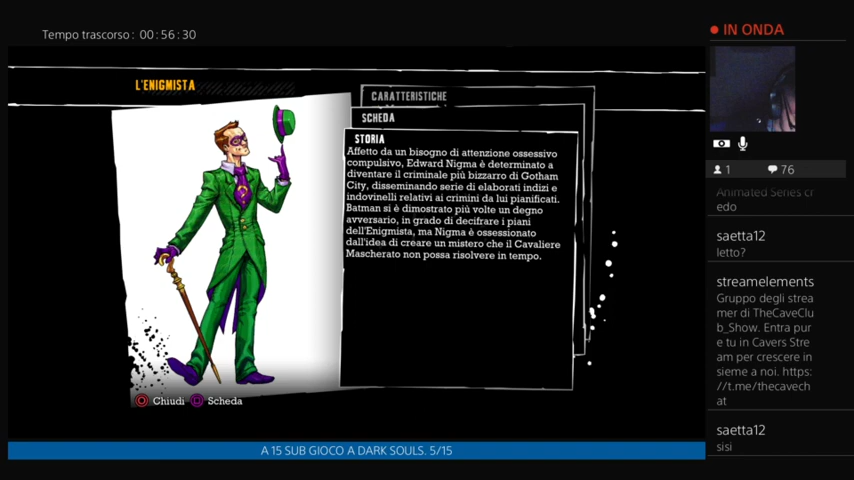 Tempo trascorso: 00:56:30
IN ONDA
L'ENIGMISTA
CARATTERISTICHE
SCHEDA
STORIA
Affetto da un bisogno di attenzione ossessivo
compulsivo, Edward Nigma è determinato a
diventare il criminale più bizzarro di Gotham
City, disseminando serie di elaborati indizi e
indovinelli relativi ai crimini da lui pianificati.
Batman si è dimostrato più volte un degno
avversario, in grado di decifrare i piani
dell'Enigmista, ma Nigma è ossessionato
dall'idea di creare un mistero che il Cavaliere
Mascherato non possa risolvere in tempo.
Chiudi
Scheda
A 15 SUB GIOCO A DARK SOULS. 5/15
1
76
Animated Series cr
edo
saetta12
letto?
streamelements
Gruppo degli strea
mer di TheCaveClu
b_Show. Entra pur
e tu in Cavers Stre
am per crescere in
sieme a noi. https:
//t.me/thecavech
at
saetta12
sisi